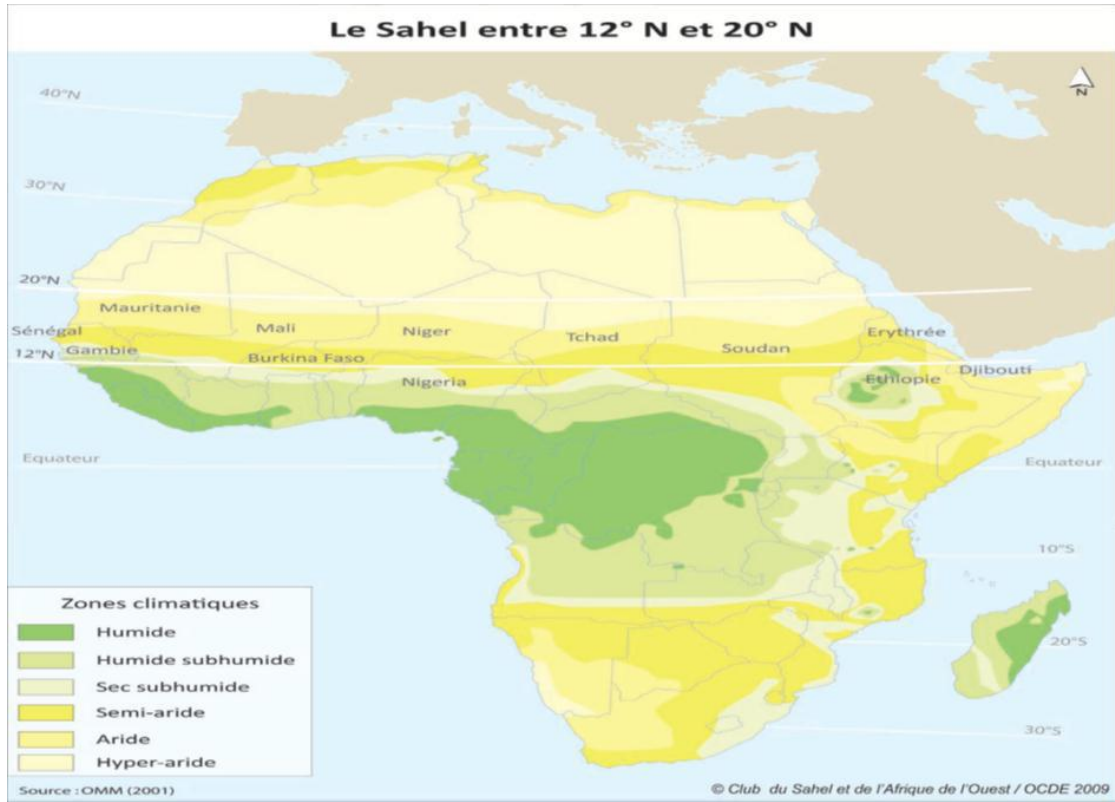 Le Sahel entre 12° N et 20° N
N
40°N
30°N
20°N
Mauritanie
Mali
Niger
Tchad
Soudan
Erythrée
Sénégal
Gambie
12°N
Burkina Faso
Nigeria
Ethiopie
Djibouti
Equateur
Equateur
10°S
20°S
30°S
Zones climatiques
Humide
Humide subhumide
Sec subhumide
Semi-aride
Aride
Hyper-aride
Source : OMM (2001)
© Club du Sahel et de l'Afrique de l'Ouest / OCDE 2009